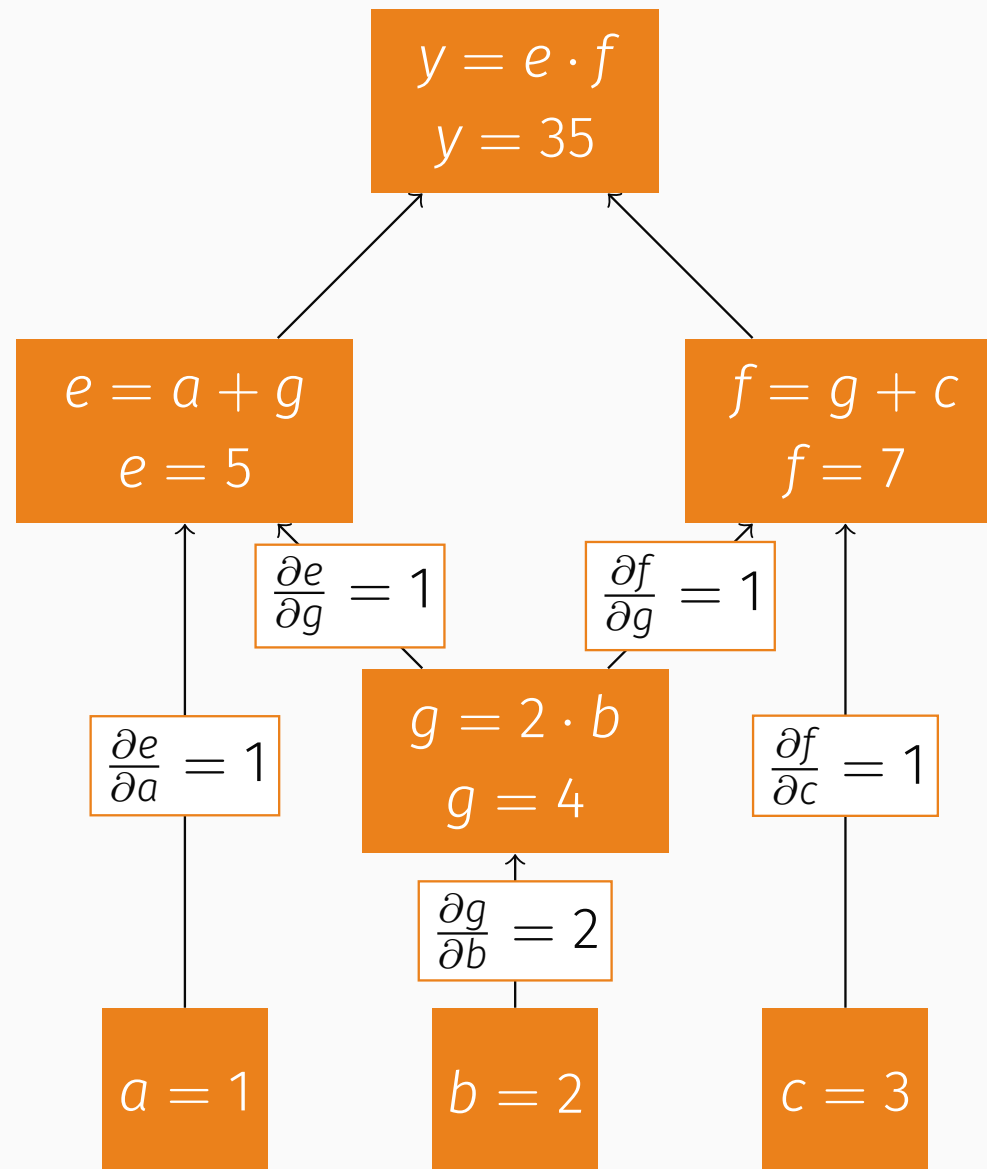 y = e · f
y = 35
e = a + g
e = 5
f = g + c
f = 7
∂e/∂g = 1
∂f/∂g = 1
g = 2 · b
g = 4
∂e/∂a = 1
∂f/∂c = 1
∂g/∂b = 2
a = 1
b = 2
c = 3